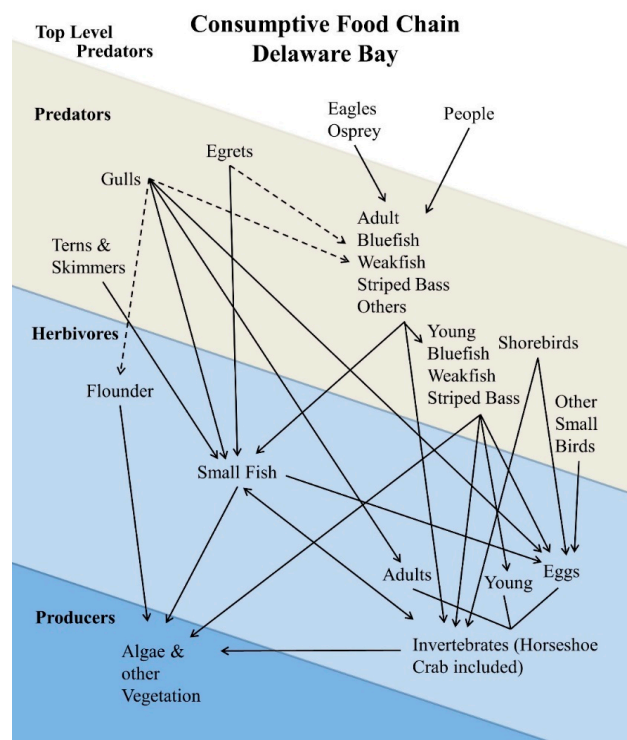 Top Level
Predators
Consumptive Food Chain
Delaware Bay
Predators
Eagles
Osprey
People
Egrets
Gulls
Adult
Bluefish
Weakfish
Striped Bass
Others
Terns &
Skimmers
Herbivores
Young
Bluefish
Weakfish
Striped Bass
Shorebirds
Flounder
Other
Small
Birds
Small Fish
Adults
Young
Eggs
Producers
Algae &
other
Vegetation
Invertebrates (Horseshoe
Crab included)